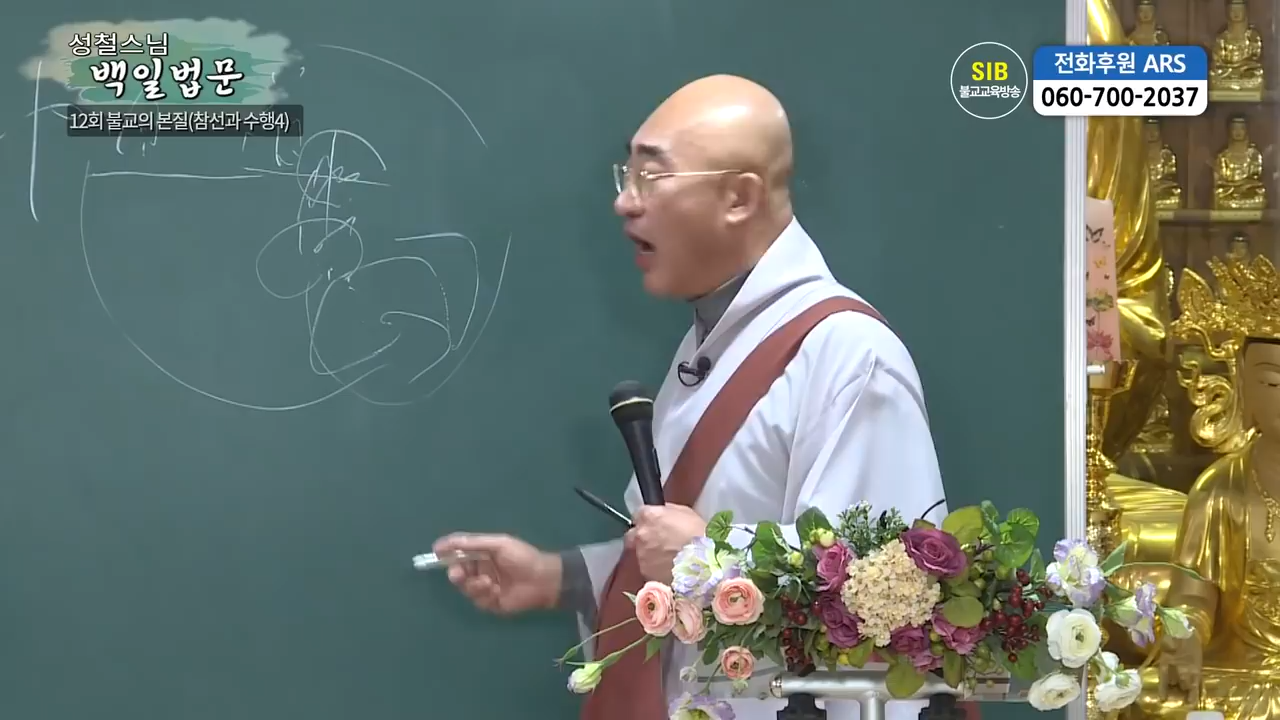 성철스님
백일법문
12회 불교의 본질(참선과 수행4)
SIB
불교교육방송
전화후원 ARS
060-700-2037